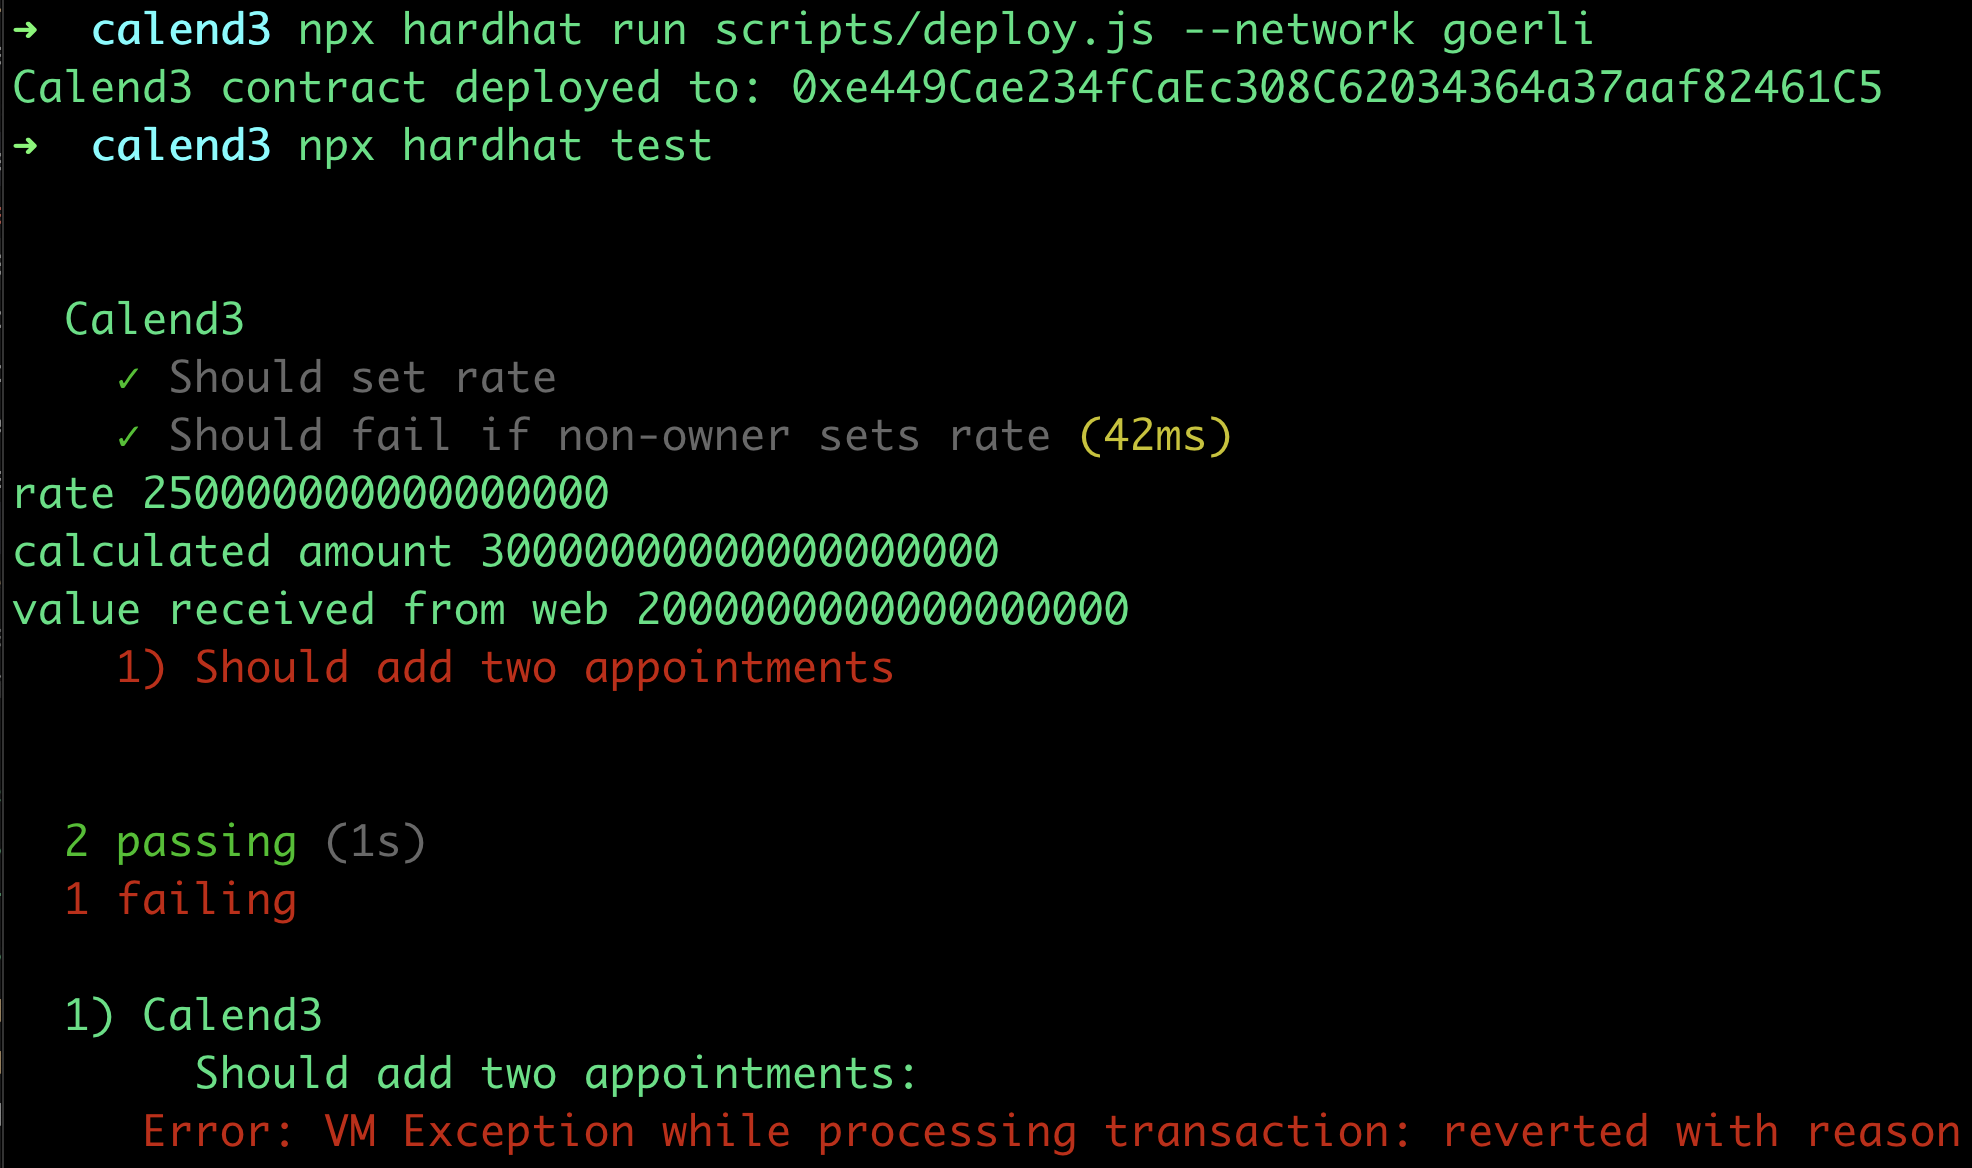 ➜ calend3 npx hardhat run scripts/deploy.js --network goerli
Calend3 contract deployed to: 0xe449Cae234fCaEc308C62034364a37aaf82461C5
➜ calend3 npx hardhat test
Calend3
✓ Should set rate
✓ Should fail if non-owner sets rate (42ms)
rate 250000000000000000
calculated amount 30000000000000000000
value received from web 2000000000000000000
1) Should add two appointments
2 passing (1s)
1 failing
1) Calend3
Should add two appointments:
Error: VM Exception while processing transaction: reverted with reason